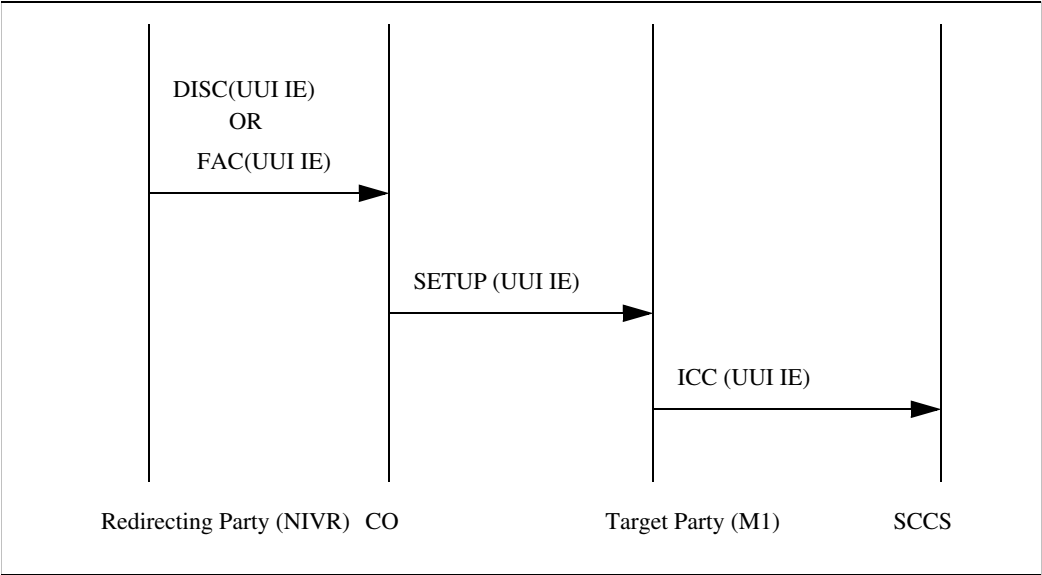 DISC(UUI IE)
OR
FAC(UUI IE)
SETUP (UUI IE)
ICC (UUI IE)
Redirecting Party (NIVR) CO Target Party (M1) SCCS